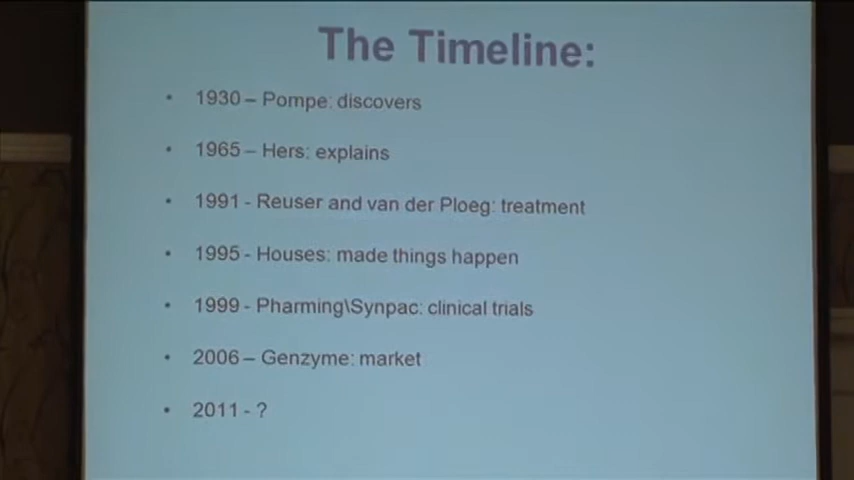 The Timeline:
• 1930 – Pompe: discovers
• 1965 – Hers: explains
• 1991 - Reuser and van der Ploeg: treatment
• 1995 - Houses: made things happen
• 1999 - Pharming\Synpac: clinical trials
• 2006 – Genzyme: market
• 2011 - ?